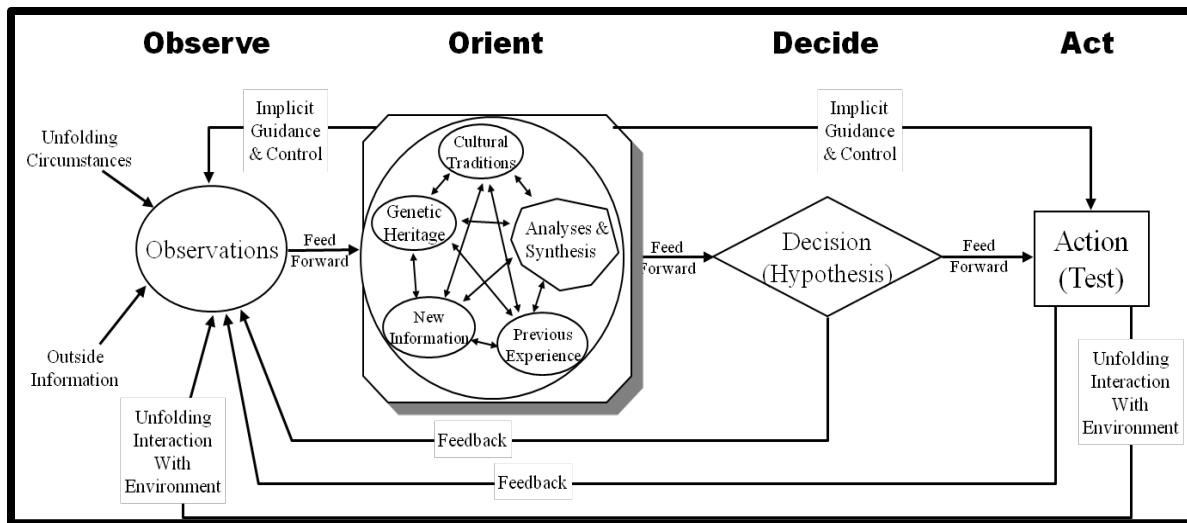 Observe
Orient
Decide
Act
Implicit
Guidance
& Control
Implicit
Guidance
& Control
Unfolding
Circumstances
Cultural
Traditions
Genetic
Heritage
Analyses &
Synthesis
New
Information
Previous
Experience
Observations
Feed
Forward
Feed
Forward
Decision
(Hypothesis)
Feed
Forward
Action
(Test)
Outside
Information
Unfolding
Interaction
With
Environment
Feedback
Feedback
Unfolding
Interaction
With
Environment